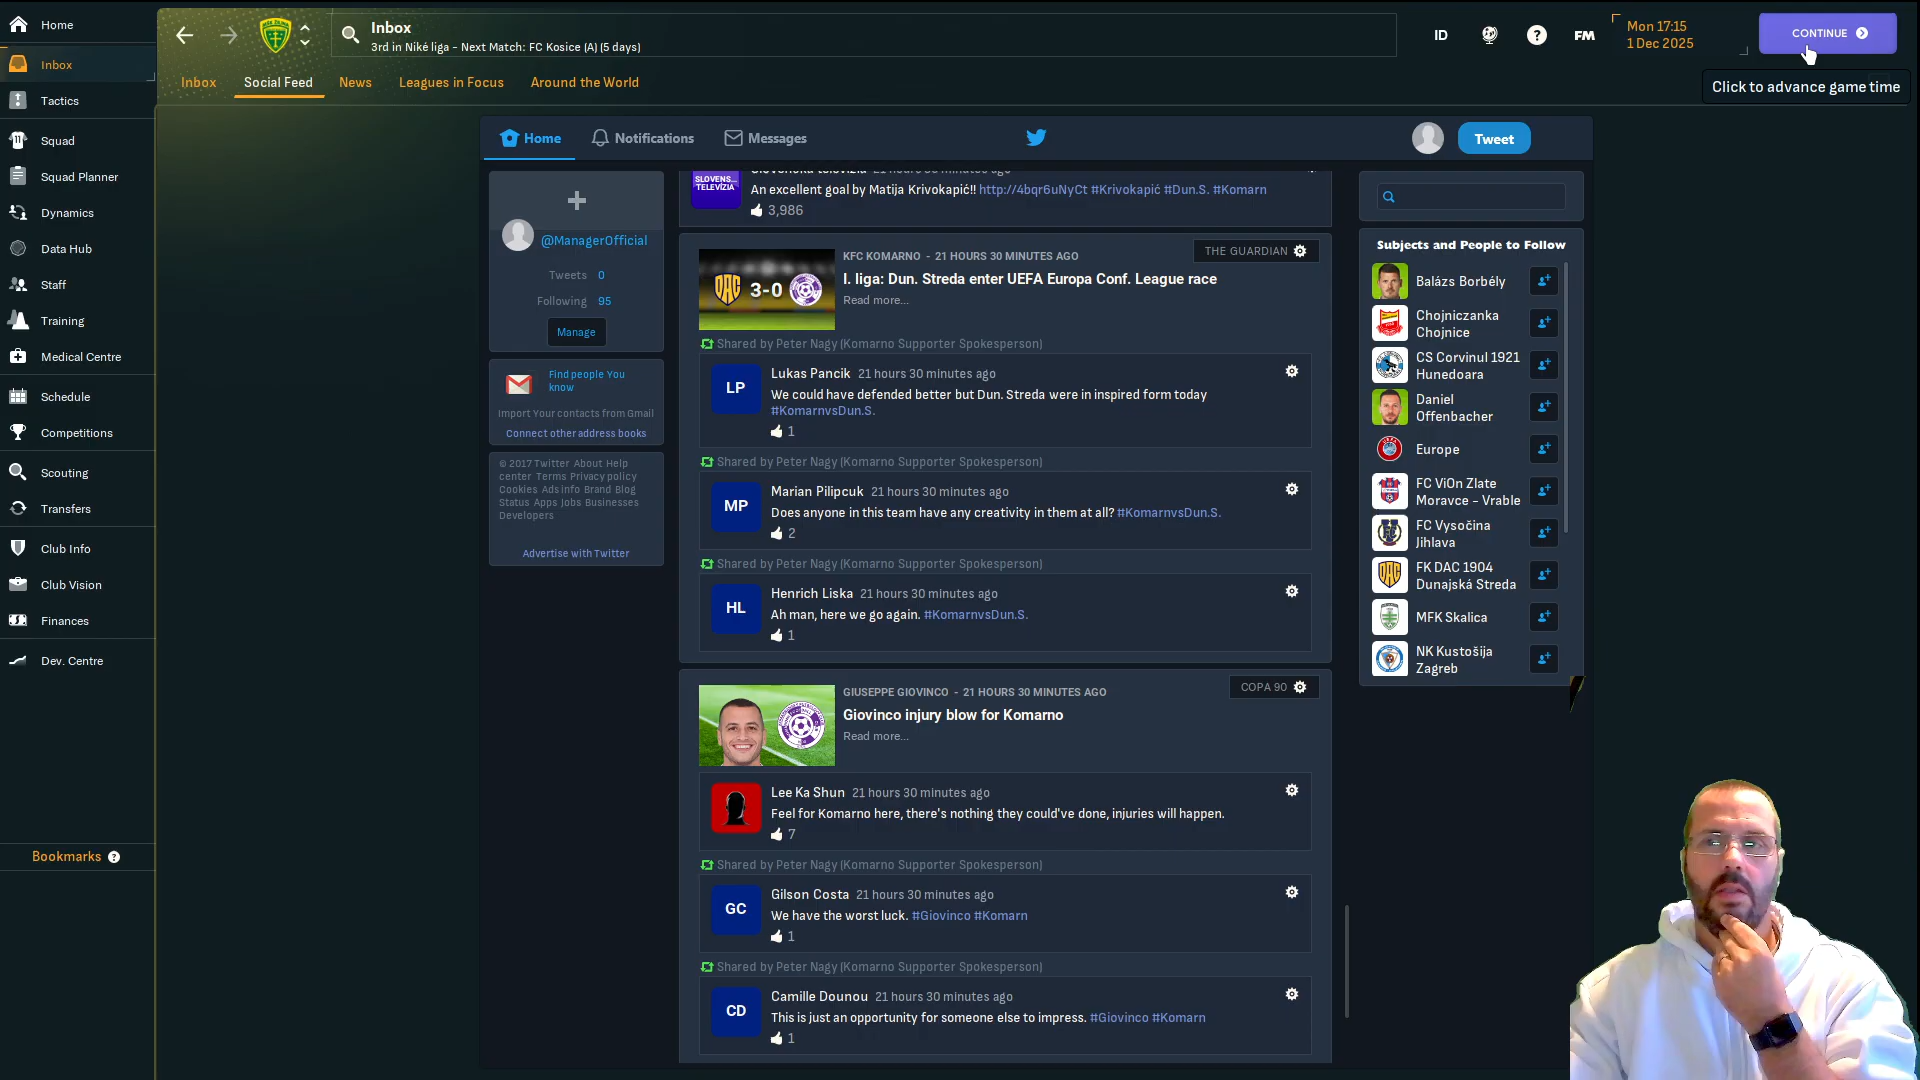 Home
Inbox
3rd in Niké liga - Next Match: FC Kosice (A) (5 days)
ID
FM
Mon 17:15
1 Dec 2025
CONTINUE
Click to advance game time
Inbox
Social Feed
News
Leagues in Focus
Around the World
Inbox
Tactics
Squad
Squad Planner
Dynamics
Data Hub
Staff
Training
Medical Centre
Schedule
Competitions
Scouting
Transfers
Club Info
Club Vision
Finances
Dev. Centre
Bookmarks ?
Home
Notifications
Messages
Tweet
@ManagerOfficial
Tweets 0
Following 95
Manage
Find people You
know
Import Your contacts from Gmail
Connect other address books
© 2017 Twitter About Help
center Terms Privacy policy
Cookies Ads info Brand Blog
Status Apps Jobs Businesses
Developers
Advertise with Twitter
SLOVENS...
TELEVÍZIA
An excellent goal by Matija Krivokapić!! http://4bqr6uNyCt #Krivokapić #Dun.S. #Komarn
3,986
DAC 3-0
KFC KOMARNO - 21 HOURS 30 MINUTES AGO
THE GUARDIAN
I. liga: Dun. Streda enter UEFA Europa Conf. League race
Read more...
Shared by Peter Nagy (Komarno Supporter Spokesperson)
LP
Lukas Pancik 21 hours 30 minutes ago
We could have defended better but Dun. Streda were in inspired form today
#KomarnvsDun.S.
1
Shared by Peter Nagy (Komarno Supporter Spokesperson)
MP
Marian Pilipcuk 21 hours 30 minutes ago
Does anyone in this team have any creativity in them at all? #KomarnvsDun.S.
2
Shared by Peter Nagy (Komarno Supporter Spokesperson)
HL
Henrich Liska 21 hours 30 minutes ago
Ah man, here we go again. #KomarnvsDun.S.
1
GIUSEPPE GIOVINCO - 21 HOURS 30 MINUTES AGO
COPA 90
Giovinco injury blow for Komarno
Read more...
Lee Ka Shun 21 hours 30 minutes ago
Feel for Komarno here, there's nothing they could've done, injuries will happen.
7
Shared by Peter Nagy (Komarno Supporter Spokesperson)
GC
Gilson Costa 21 hours 30 minutes ago
We have the worst luck. #Giovinco #Komarn
1
Shared by Peter Nagy (Komarno Supporter Spokesperson)
CD
Camille Dounou 21 hours 30 minutes ago
This is just an opportunity for someone else to impress. #Giovinco #Komarn
1
Subjects and People to Follow
Balázs Borbély
Chojniczanka
Chojnice
CS Corvinul 1921
Hunedoara
Daniel
Offenbacher
Europe
FC ViOn Zlate
Moravce - Vrable
FC Vysočina
Jihlava
FK DAC 1904
Dunajská Streda
MFK Skalica
NK Kustošija
Zagreb